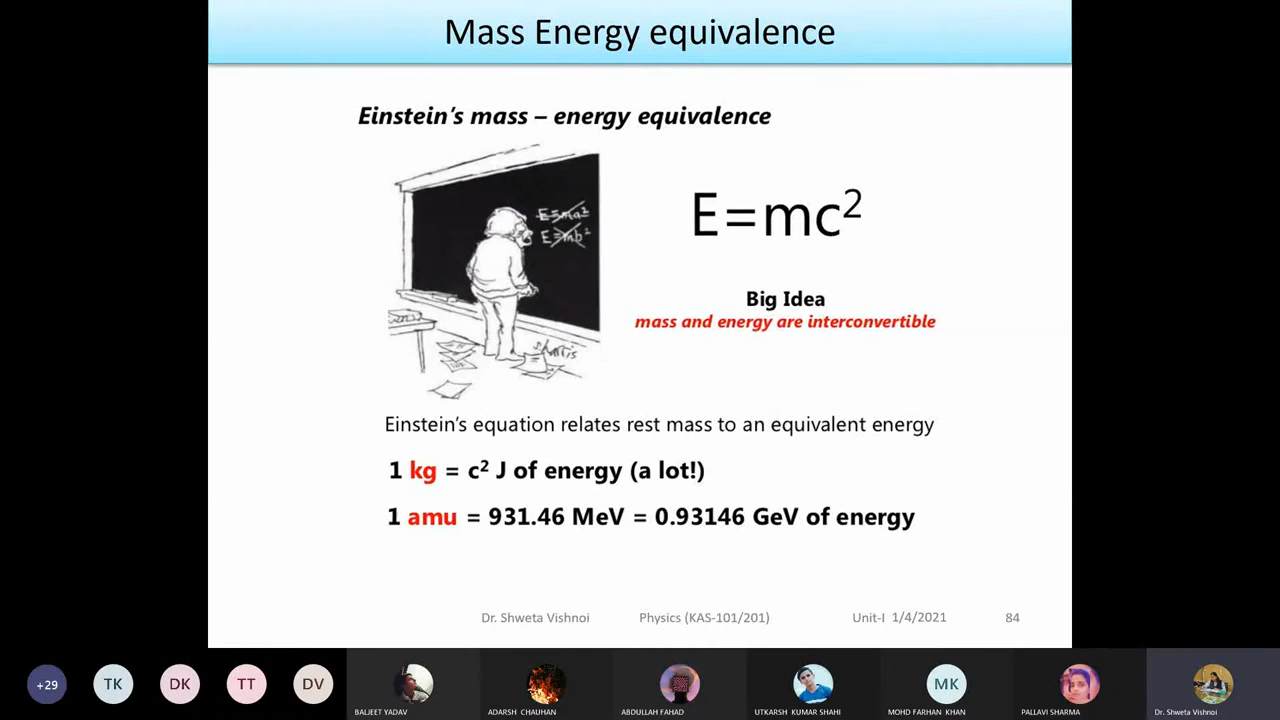 Mass Energy equivalence
Einstein's mass – energy equivalence
E=ma²
E=mb²
E=mc²
Big Idea
mass and energy are interconvertible
Einstein's equation relates rest mass to an equivalent energy
1 kg = c² J of energy (a lot!)
1 amu = 931.46 MeV = 0.93146 GeV of energy
Dr. Shweta Vishnoi Physics (KAS-101/201) Unit-I 1/4/2021 84
+29 TK DK TT DV MK
BALJEET YADAV ADARSH CHAUHAN ABDULLAH FAHAD UTKARSH KUMAR SHAHI MOHD FARHAN KHAN PALLAVI SHARMA Dr. Shweta Vishnoi